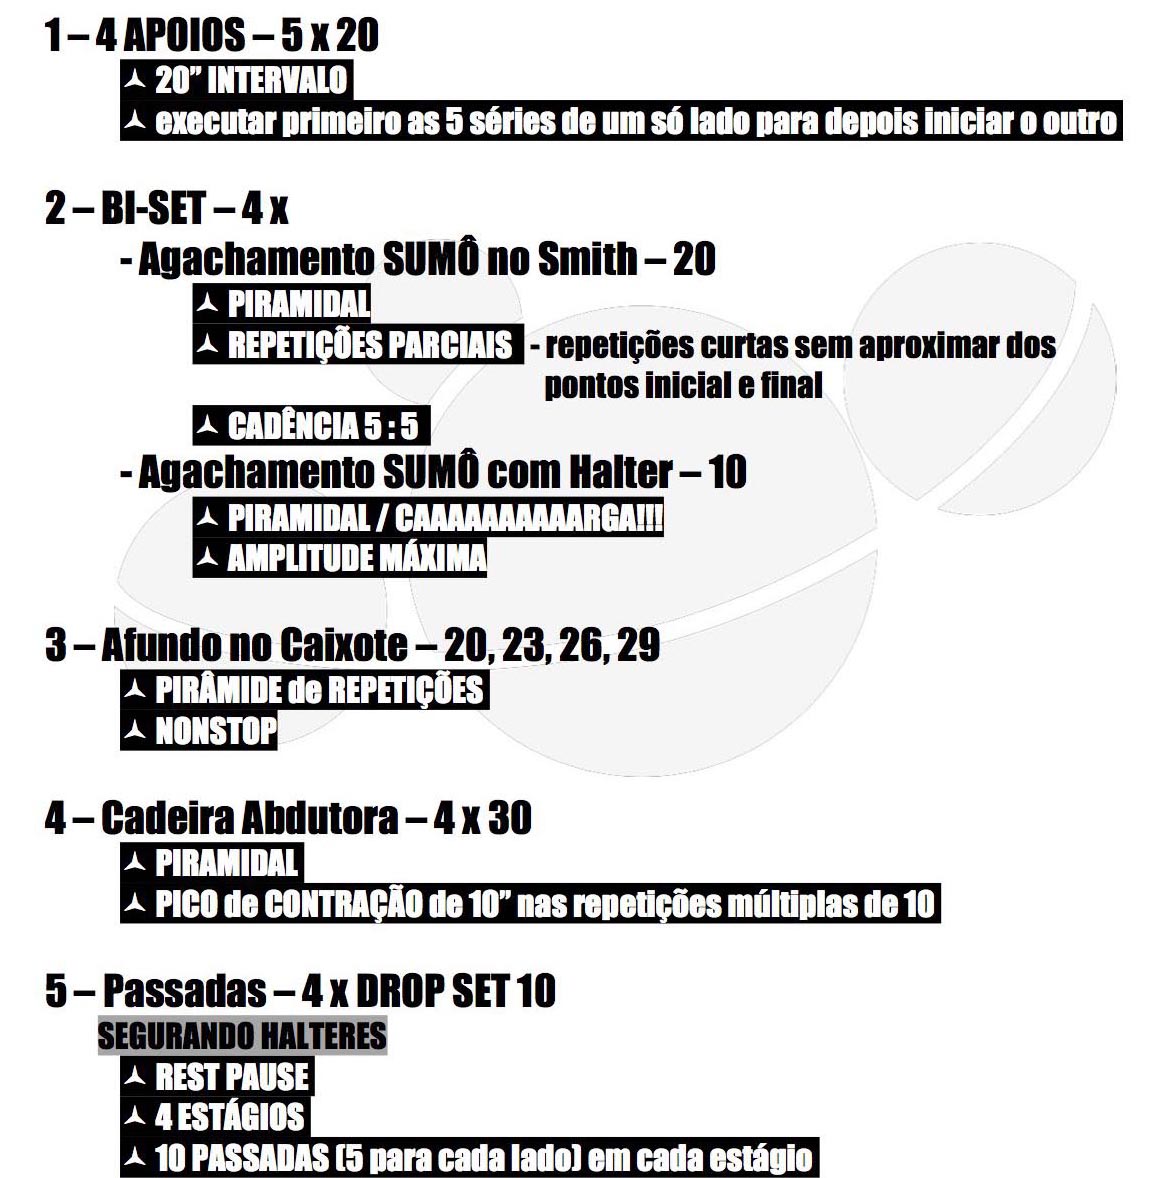 1 – 4 APOIOS – 5 x 20
20” INTERVALO
executar primeiro as 5 séries de um só lado para depois iniciar o outro
2 – BI-SET – 4 x
- Agachamento SUMÔ no Smith – 20
PIRAMIDAL
REPETIÇÕES PARCIAIS - repetições curtas sem aproximar dos
pontos inicial e final
CADÊNCIA 5 : 5
- Agachamento SUMÔ com Halter – 10
PIRAMIDAL / CAAAAAAAAAARGA!!!
AMPLITUDE MÁXIMA
3 – Afundo no Caixote – 20, 23, 26, 29
PIRÂMIDE de REPETIÇÕES
NONSTOP
4 – Cadeira Abdutora – 4 x 30
PIRAMIDAL
PICO de CONTRAÇÃO de 10” nas repetições múltiplas de 10
5 – Passadas – 4 x DROP SET 10
SEGURANDO HALTERES
REST PAUSE
4 ESTÁGIOS
10 PASSADAS (5 para cada lado) em cada estágio